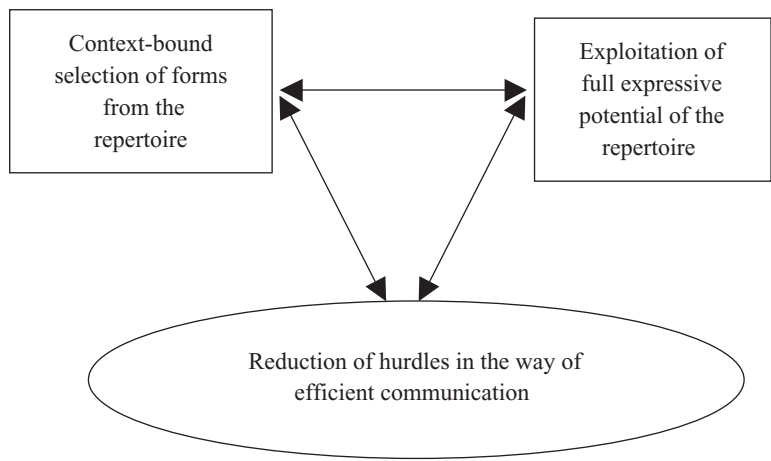 Context-bound
selection of forms
from the
repertoire
Exploitation of
full expressive
potential of the
repertoire
Reduction of hurdles in the way of
efficient communication